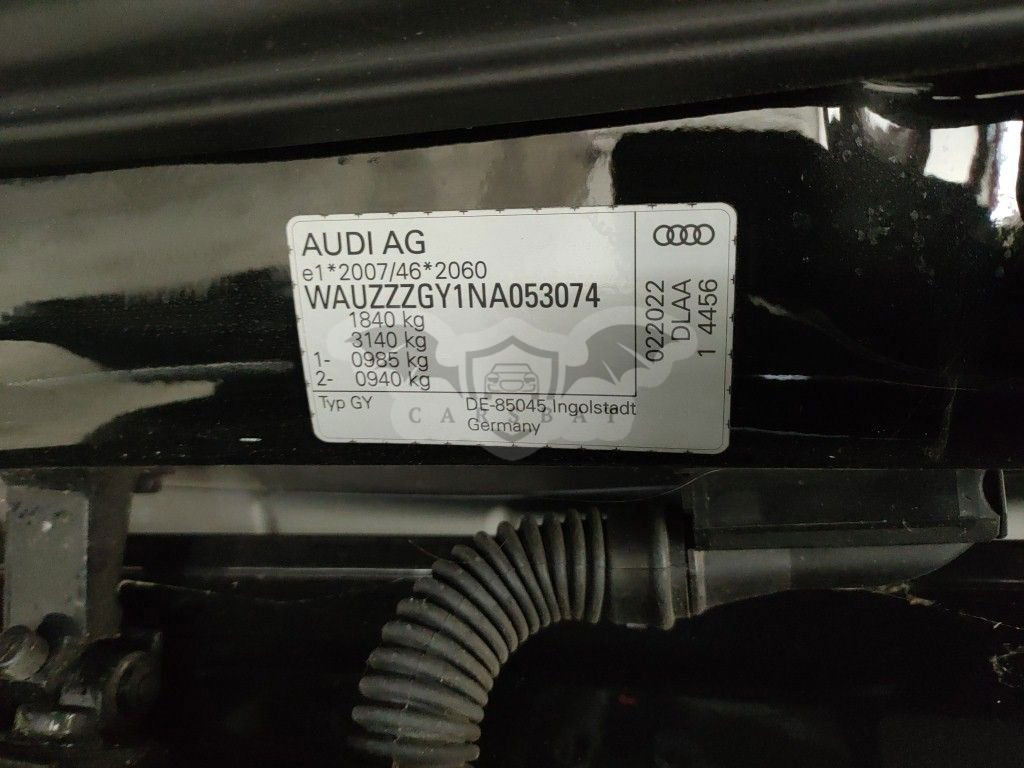 AUDI AG
e1*2007/46*2060
WAUZZZGY1NA053074
1840 kg
3140 kg
1- 0985 kg
2- 0940 kg
Typ GY DE-85045 Ingolstadt
Germany
022022
DLAA
1 4456
CARSBAT